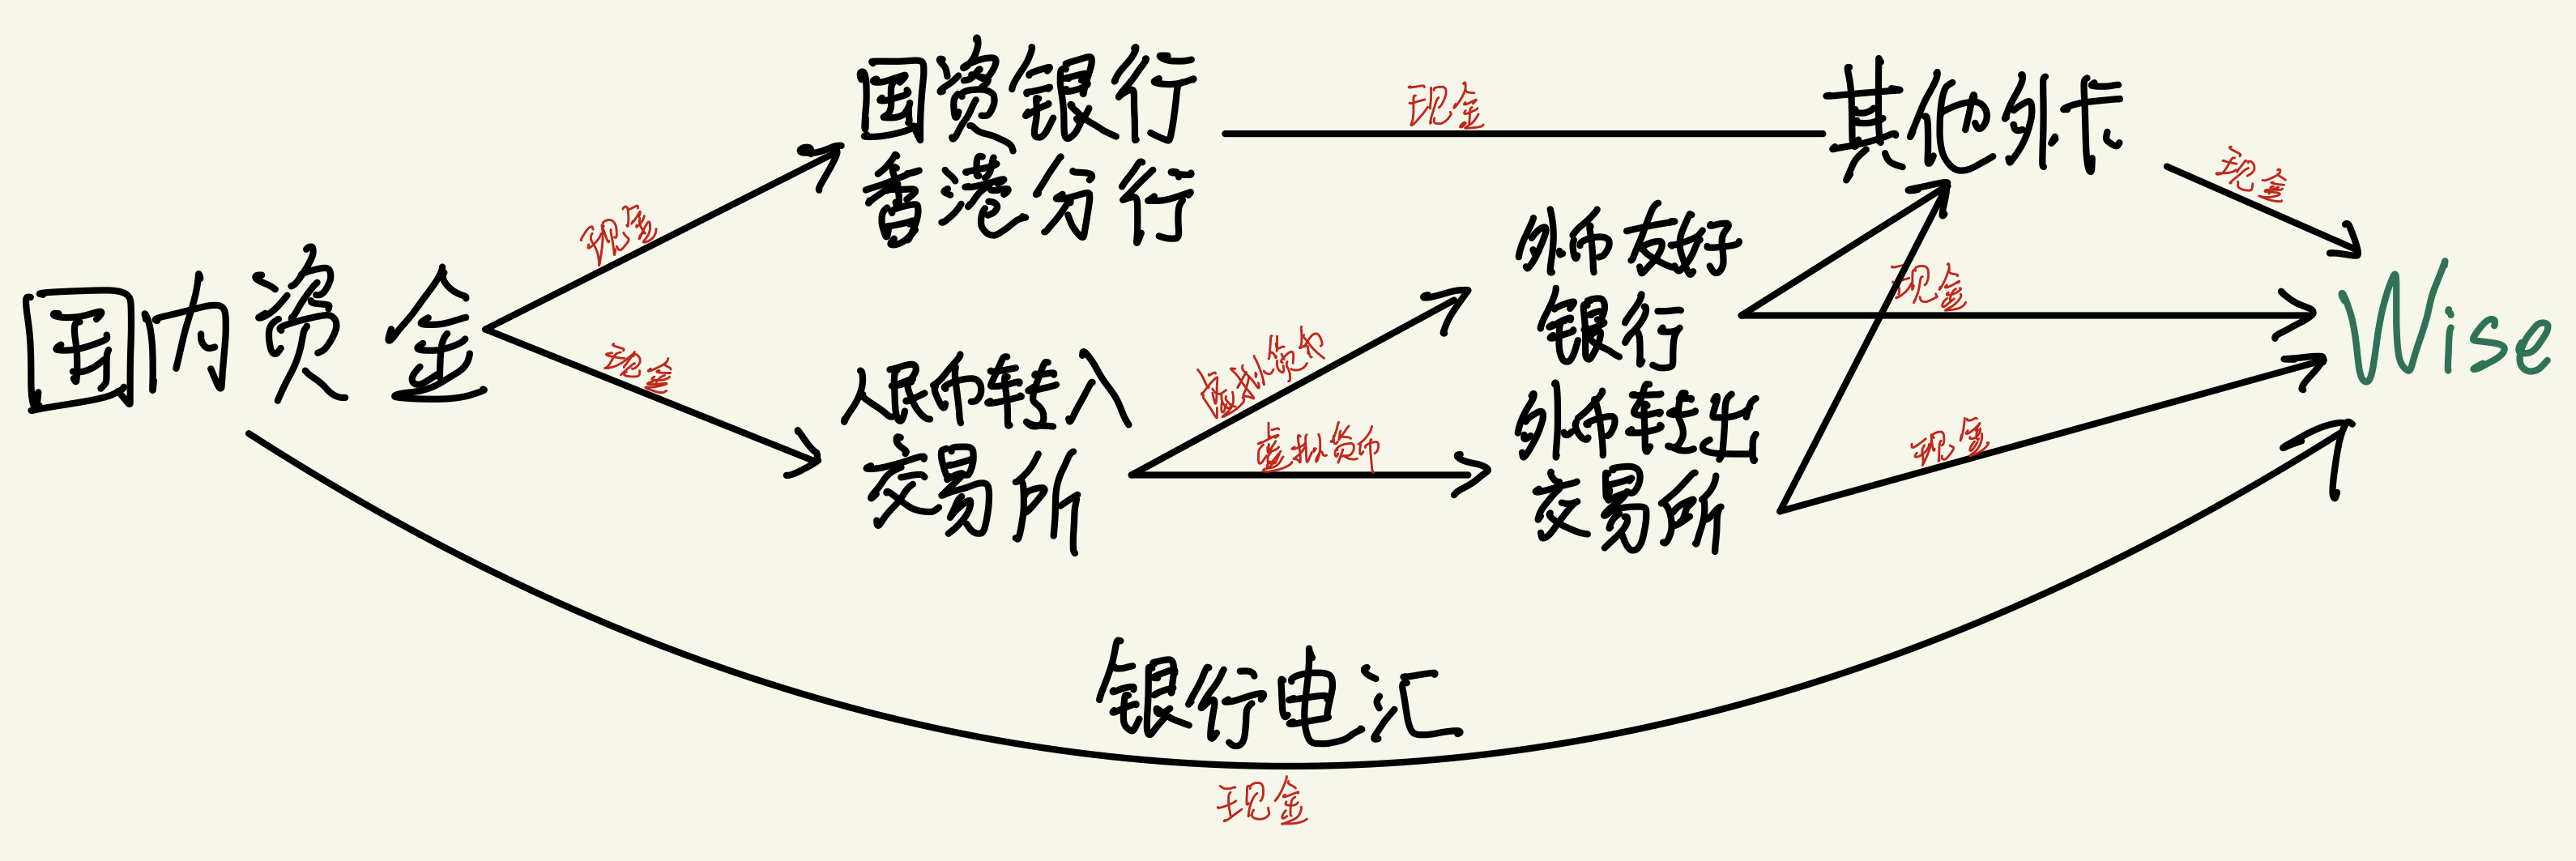 国资银行
香港分行
现金
其他外卡
现金
现金
国内资金
现金
人民币转入
交易所
虚拟货币
虚拟货币
外币友好
银行
外币转出
交易所
现金
现金
Wise
银行电汇
现金